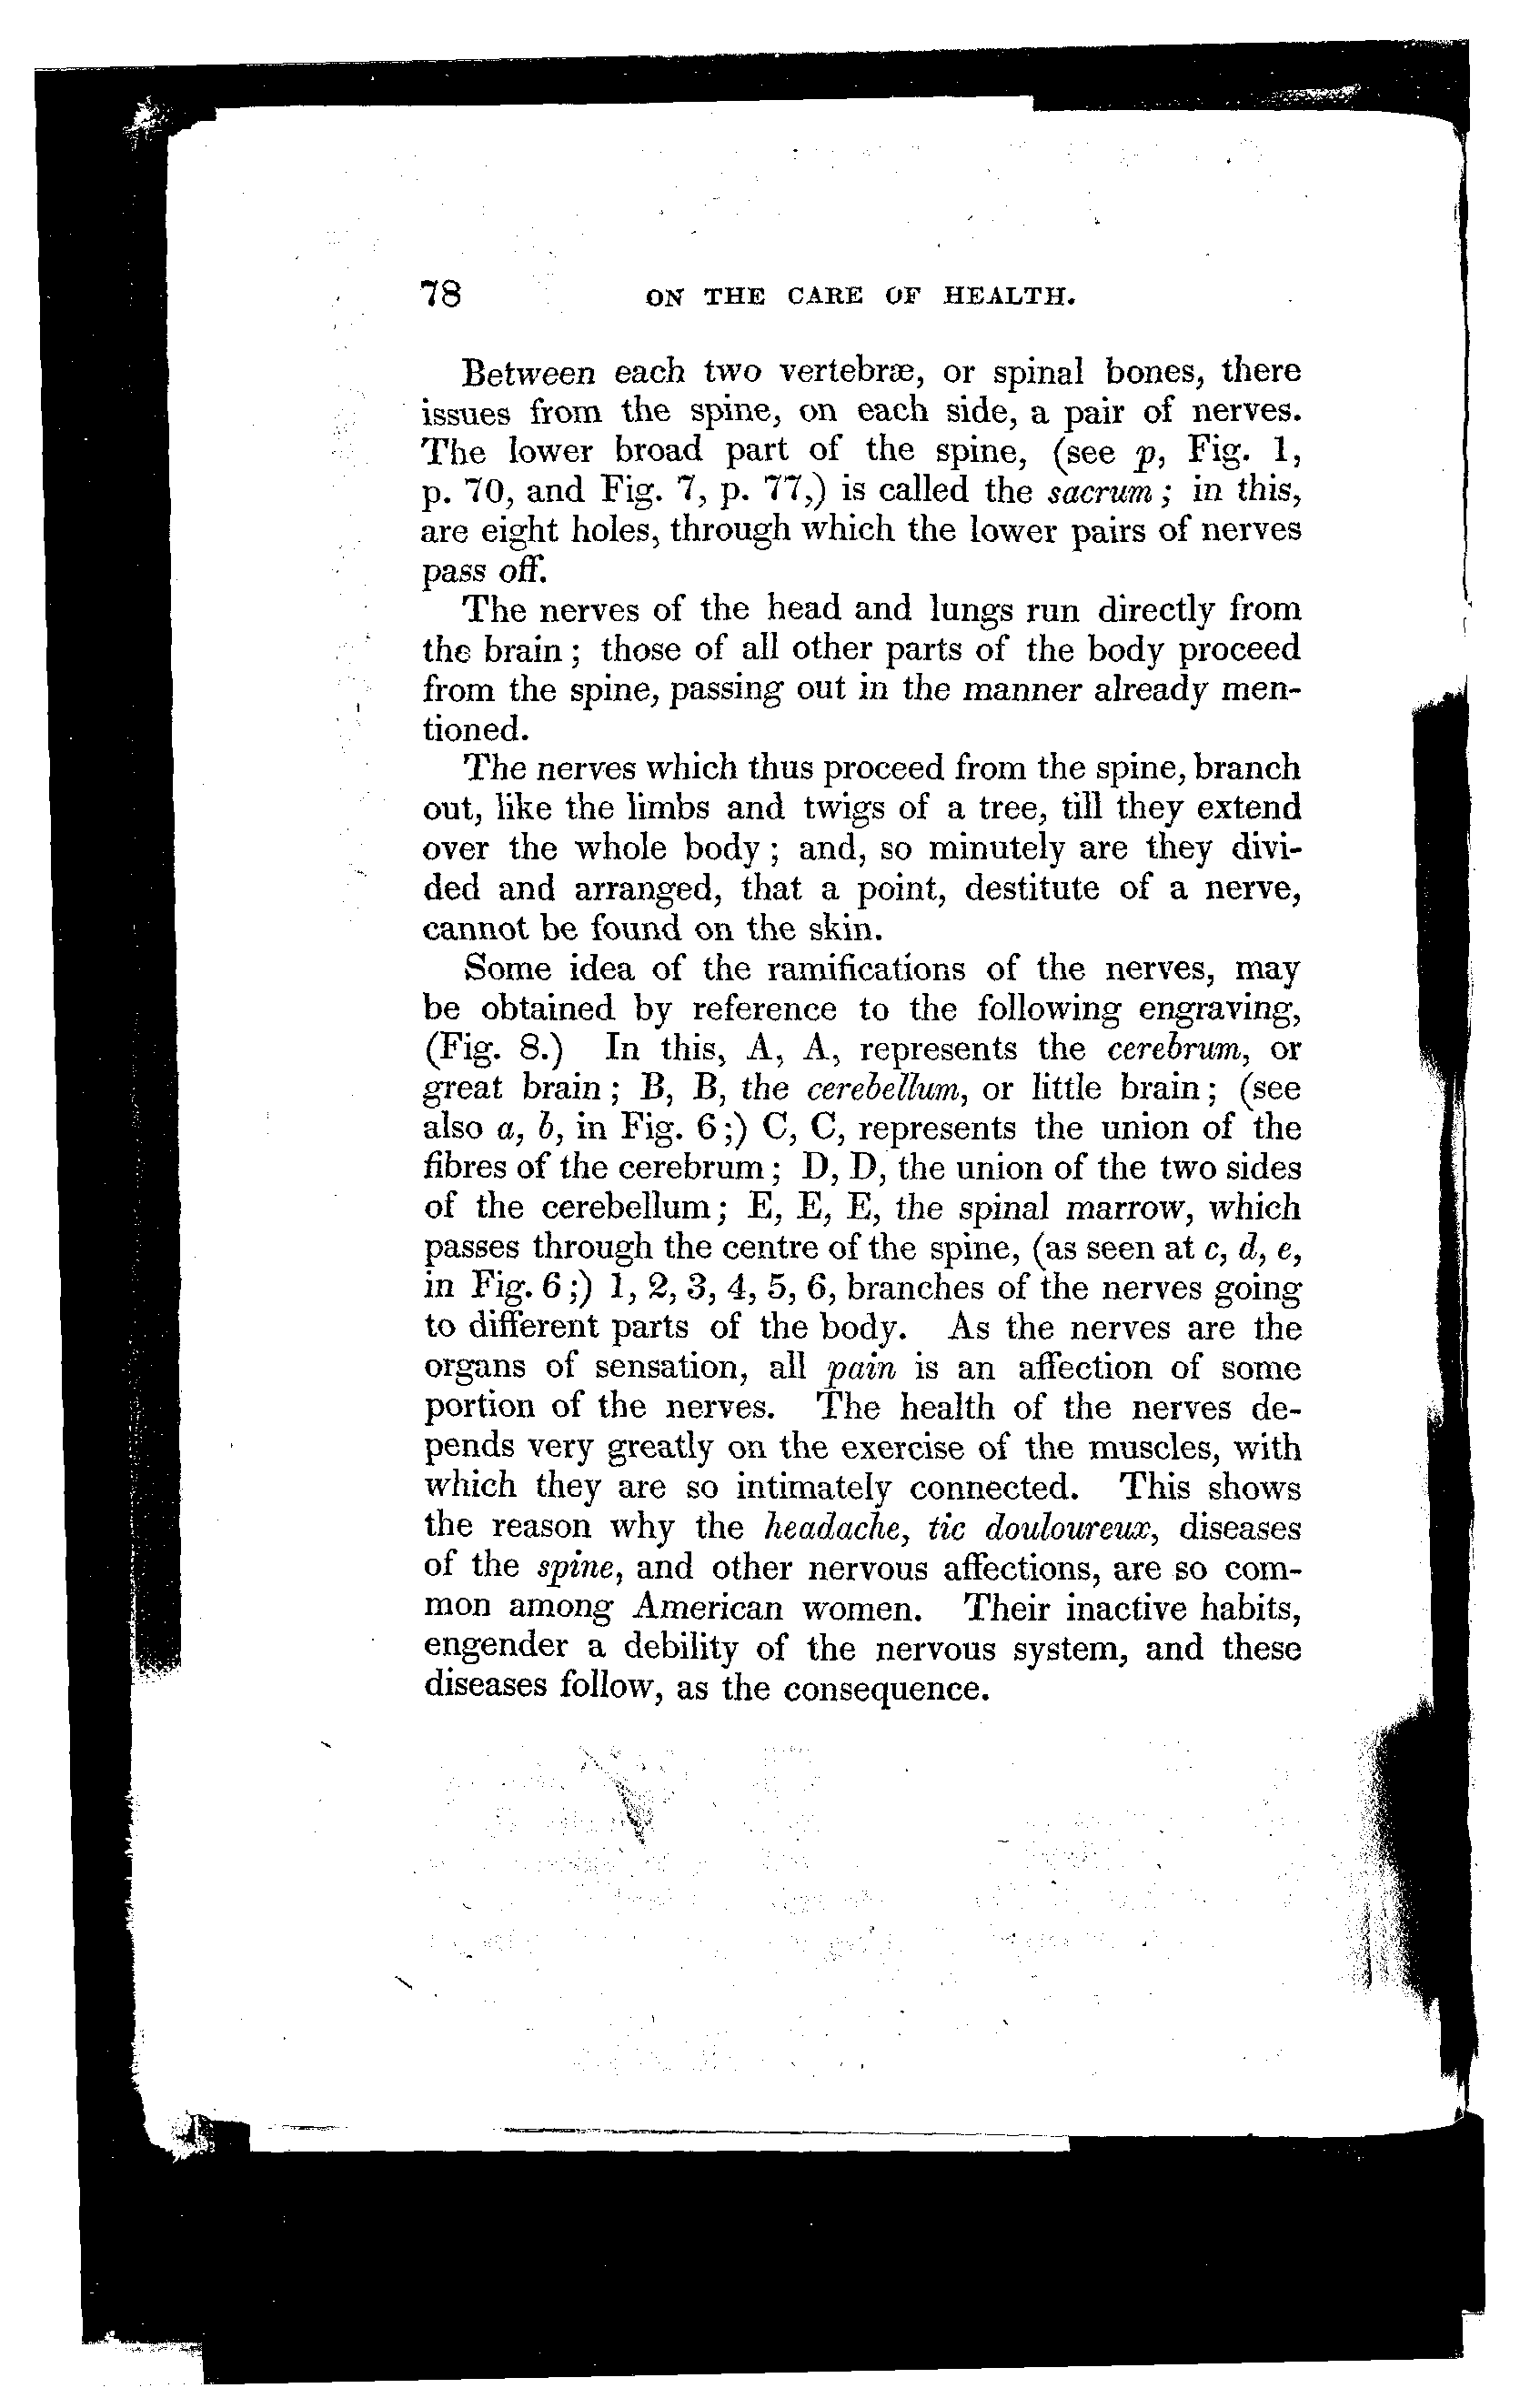 78 ON THE CARE OF HEALTH.
Between each two vertebræ, or spinal bones, there
issues from the spine, on each side, a pair of nerves.
The lower broad part of the spine, (see p, Fig. 1,
p. 70, and Fig. 7, p. 77,) is called the sacrum; in this,
are eight holes, through which the lower pairs of nerves
pass off.
The nerves of the head and lungs run directly from
the brain; those of all other parts of the body proceed
from the spine, passing out in the manner already men-
tioned.
The nerves which thus proceed from the spine, branch
out, like the limbs and twigs of a tree, till they extend
over the whole body; and, so minutely are they divi-
ded and arranged, that a point, destitute of a nerve,
cannot be found on the skin.
Some idea of the ramifications of the nerves, may
be obtained by reference to the following engraving,
(Fig. 8.) In this, A, A, represents the cerebrum, or
great brain; B, B, the cerebellum, or little brain; (see
also a, b, in Fig. 6;) C, C, represents the union of the
fibres of the cerebrum; D, D, the union of the two sides
of the cerebellum; E, E, E, the spinal marrow, which
passes through the centre of the spine, (as seen at c, d, e,
in Fig. 6;) 1, 2, 3, 4, 5, 6, branches of the nerves going
to different parts of the body. As the nerves are the
organs of sensation, all pain is an affection of some
portion of the nerves. The health of the nerves de-
pends very greatly on the exercise of the muscles, with
which they are so intimately connected. This shows
the reason why the headache, tic douloureux, diseases
of the spine, and other nervous affections, are so com-
mon among American women. Their inactive habits,
engender a debility of the nervous system, and these
diseases follow, as the consequence.